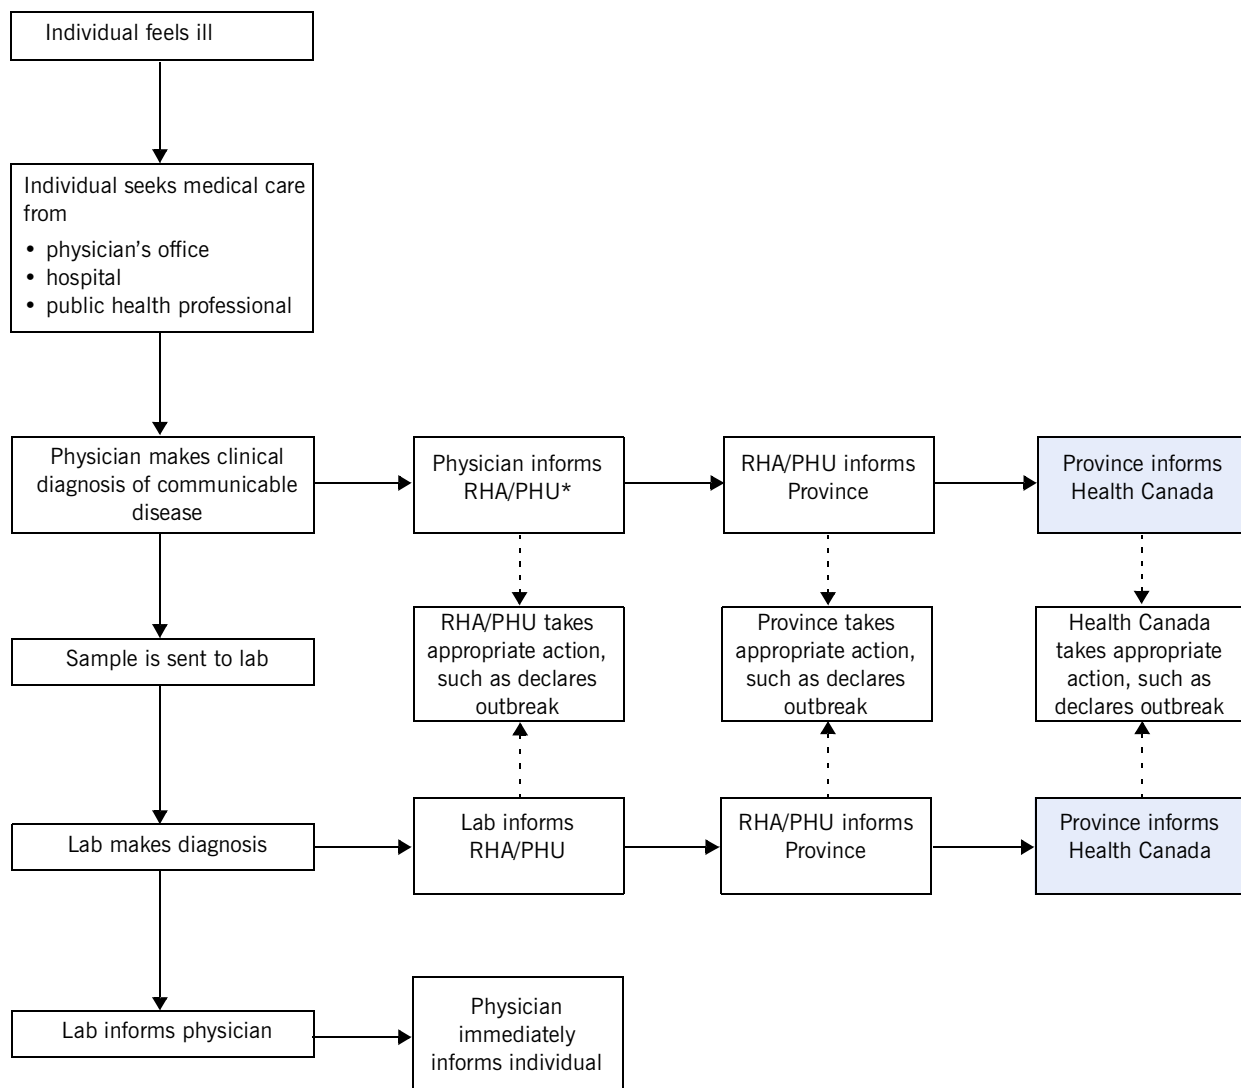 Individual feels ill
Individual seeks medical care
from
• physician's office
• hospital
• public health professional
Physician makes clinical
diagnosis of communicable
disease
Physician informs
RHA/PHU*
RHA/PHU informs
Province
Province informs
Health Canada
RHA/PHU takes
appropriate action,
such as declares
outbreak
Province takes
appropriate action,
such as declares
outbreak
Health Canada
takes appropriate
action, such as
declares outbreak
Sample is sent to lab
Lab makes diagnosis
Lab informs
RHA/PHU
RHA/PHU informs
Province
Province informs
Health Canada
Lab informs physician
Physician
immediately
informs individual